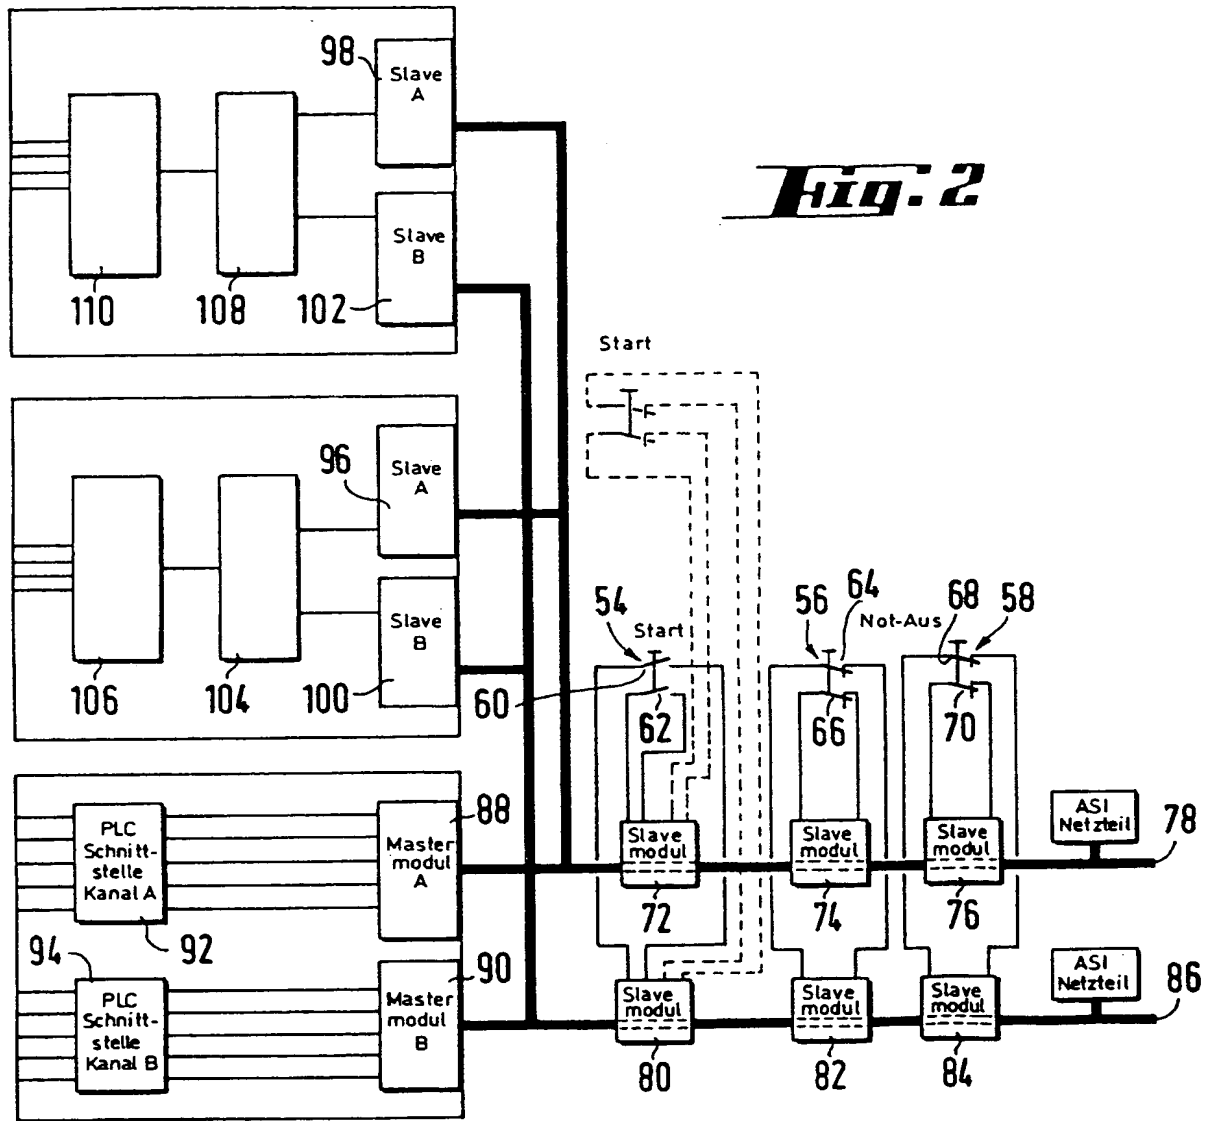 98
Slave
A
Slave
B
110
108
102
Fig. 2
Start
96
Slave
A
Slave
B
106
104
100
54
Start
60
62
56
64
Not-Aus
66
68
58
70
PLC
Schnitt-
stelle
Kanal A
92
88
Master
modul
A
94
PLC
Schnitt-
stelle
Kanal B
90
Master
modul
B
Slave
modul
72
Slave
modul
74
Slave
modul
76
ASI
Netzteil
78
Slave
modul
80
Slave
modul
82
Slave
modul
84
ASI
Netzteil
86